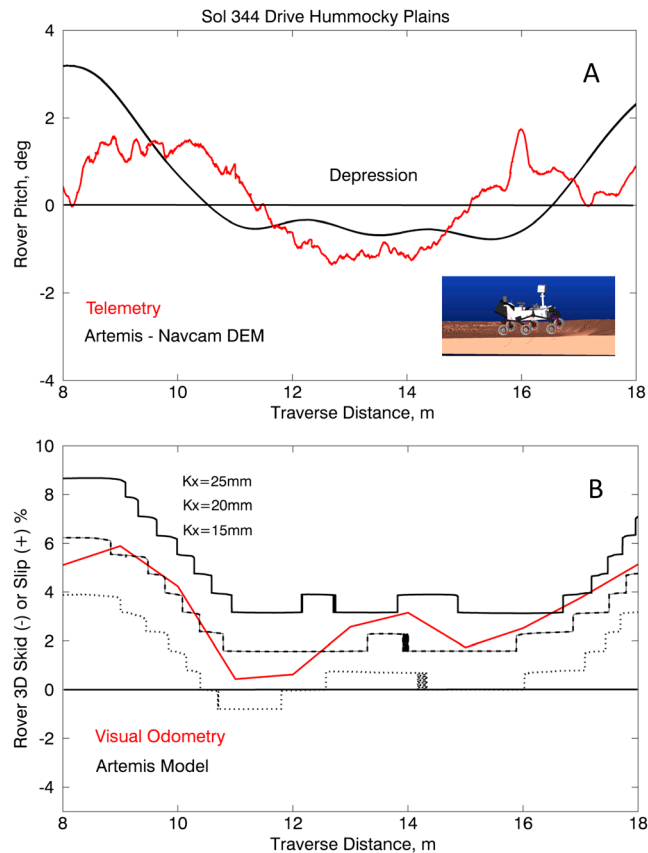 Sol 344 Drive Hummocky Plains
4
2
0
-2
-4
Rover Pitch, deg
A
Depression
Telemetry
Artemis - Navcam DEM
8
10
12
14
16
18
Traverse Distance, m
10
8
6
4
2
0
-2
-4
Rover 3D Skid (-) or Slip (+) %
B
Kx=25mm
Kx=20mm
Kx=15mm
Visual Odometry
Artemis Model
8
10
12
14
16
18
Traverse Distance, m